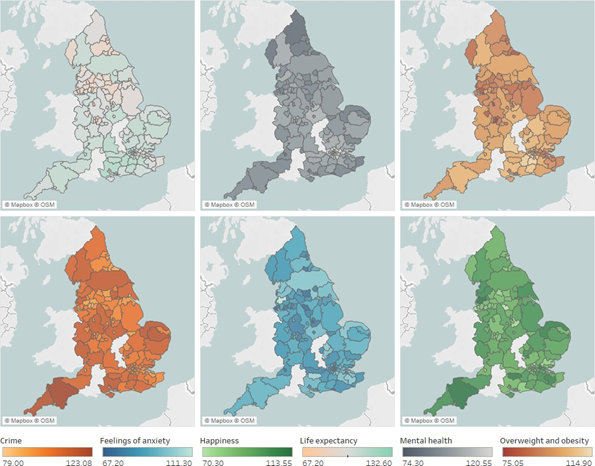 © Mapbox © OSM
© Mapbox © OSM
© Mapbox © OSM
© Mapbox © OSM
© Mapbox © OSM
© Mapbox © OSM
Crime
Feelings of anxiety
Happiness
Life expectancy
Mental health
Overweight and obesity
79.00 123.08
67.20 111.30
70.30 113.55
67.20 132.60
74.30 120.55
75.05 114.90